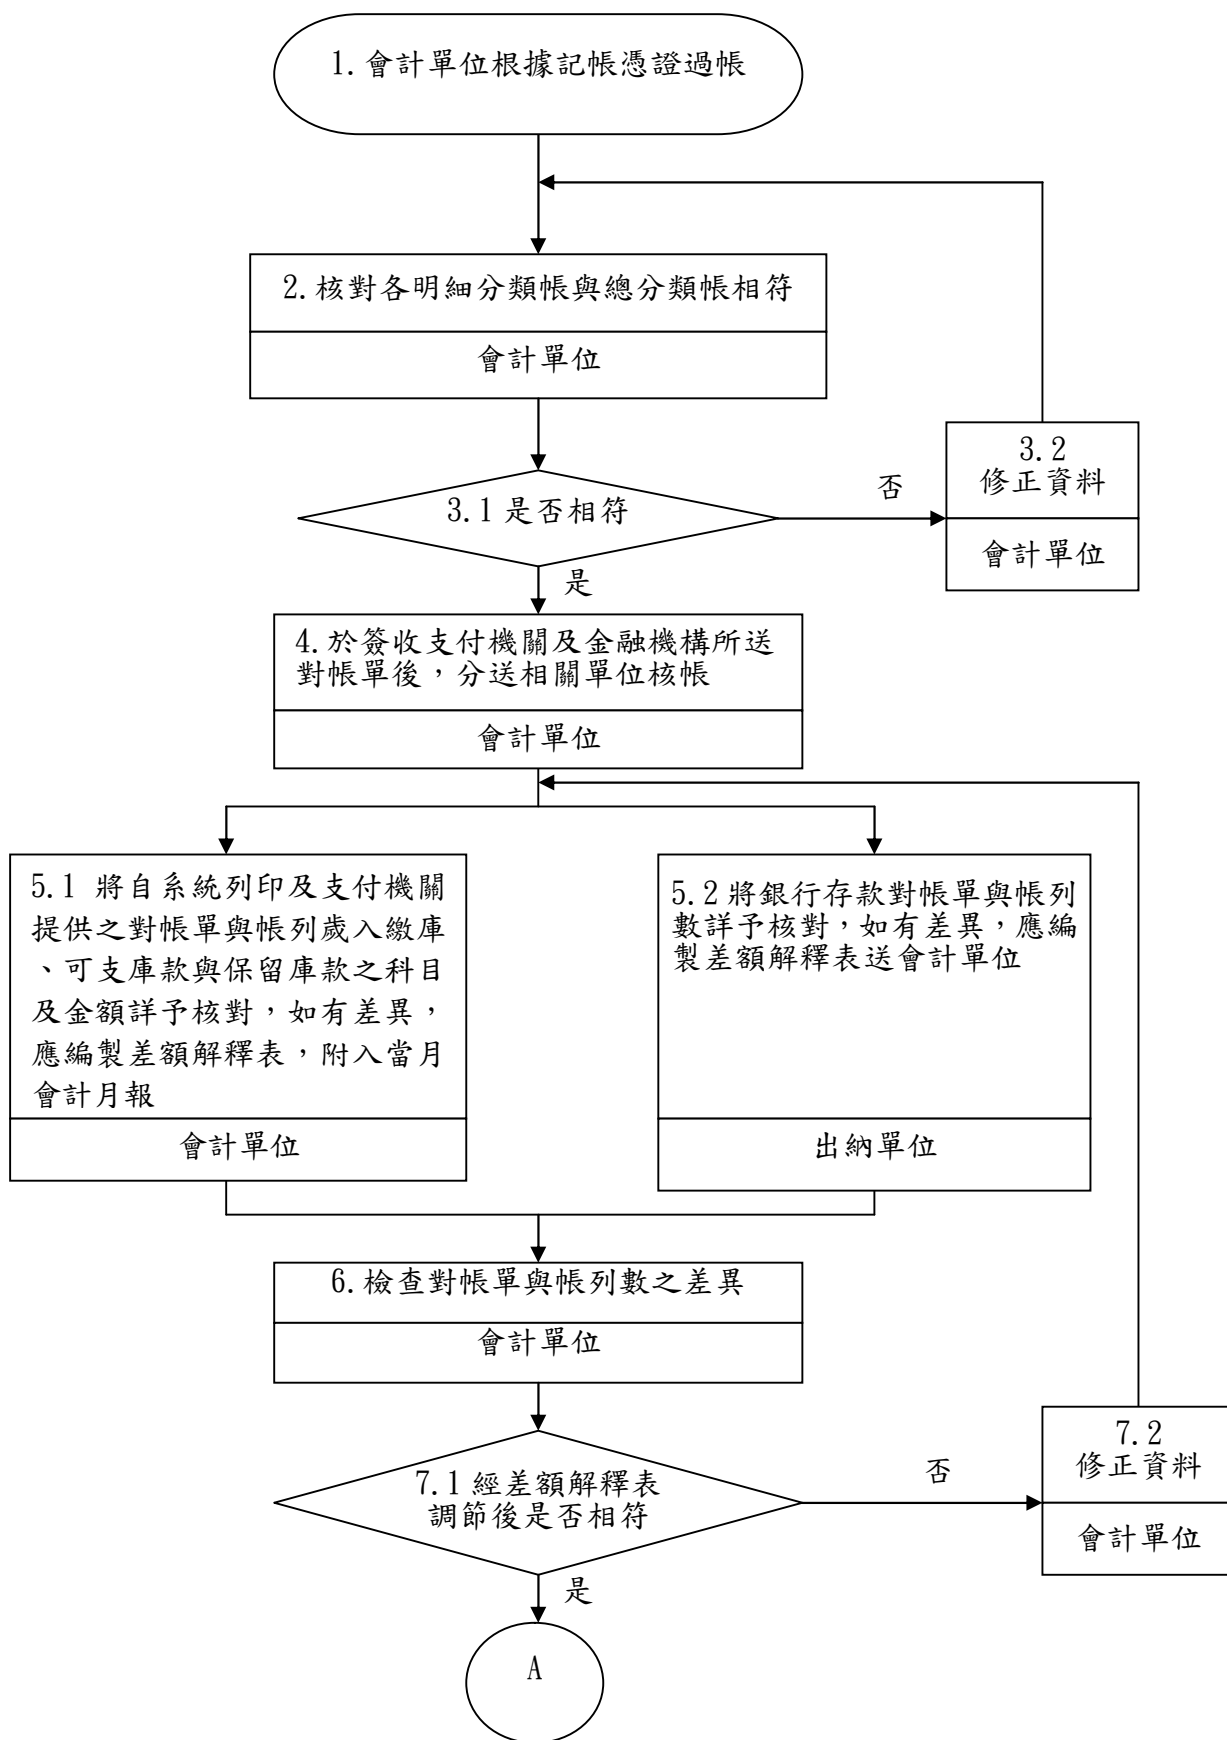 1.會計單位根據記帳憑證過帳
2.核對各明細分類帳與總分類帳相符
會計單位
3.1是否相符
否
3.2
修正資料
會計單位
是
4.於簽收支付機關及金融機構所送
對帳單後，分送相關單位核帳
會計單位
5.1 將自系統列印及支付機關
提供之對帳單與帳列歲入繳庫
、可支庫款與保留庫款之科目
及金額詳予核對，如有差異，
應編製差額解釋表，附入當月
會計月報
會計單位
5.2將銀行存款對帳單與帳列
數詳予核對，如有差異，應編
製差額解釋表送會計單位
出納單位
6.檢查對帳單與帳列數之差異
會計單位
7.1經差額解釋表
調節後是否相符
否
7.2
修正資料
會計單位
是
A